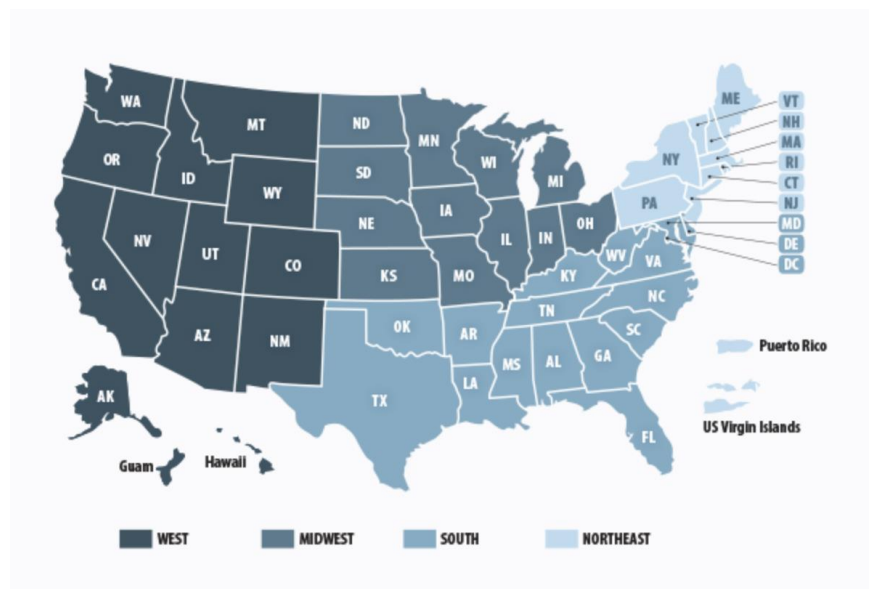 WA
MT
ND
MN
ME
VT
NH
MA
RI
CT
NJ
MD
DE
DC
OR
ID
WY
SD
WI
MI
NY
PA
NE
IA
NV
UT
CO
CA
KS
MO
IL
IN
OH
WV
VA
KY
NC
TN
SC
AZ
NM
OK
AR
MS
AL
GA
LA
TX
FL
AK
Guam
Hawaii
Puerto Rico
US Virgin Islands
WEST
MIDWEST
SOUTH
NORTHEAST